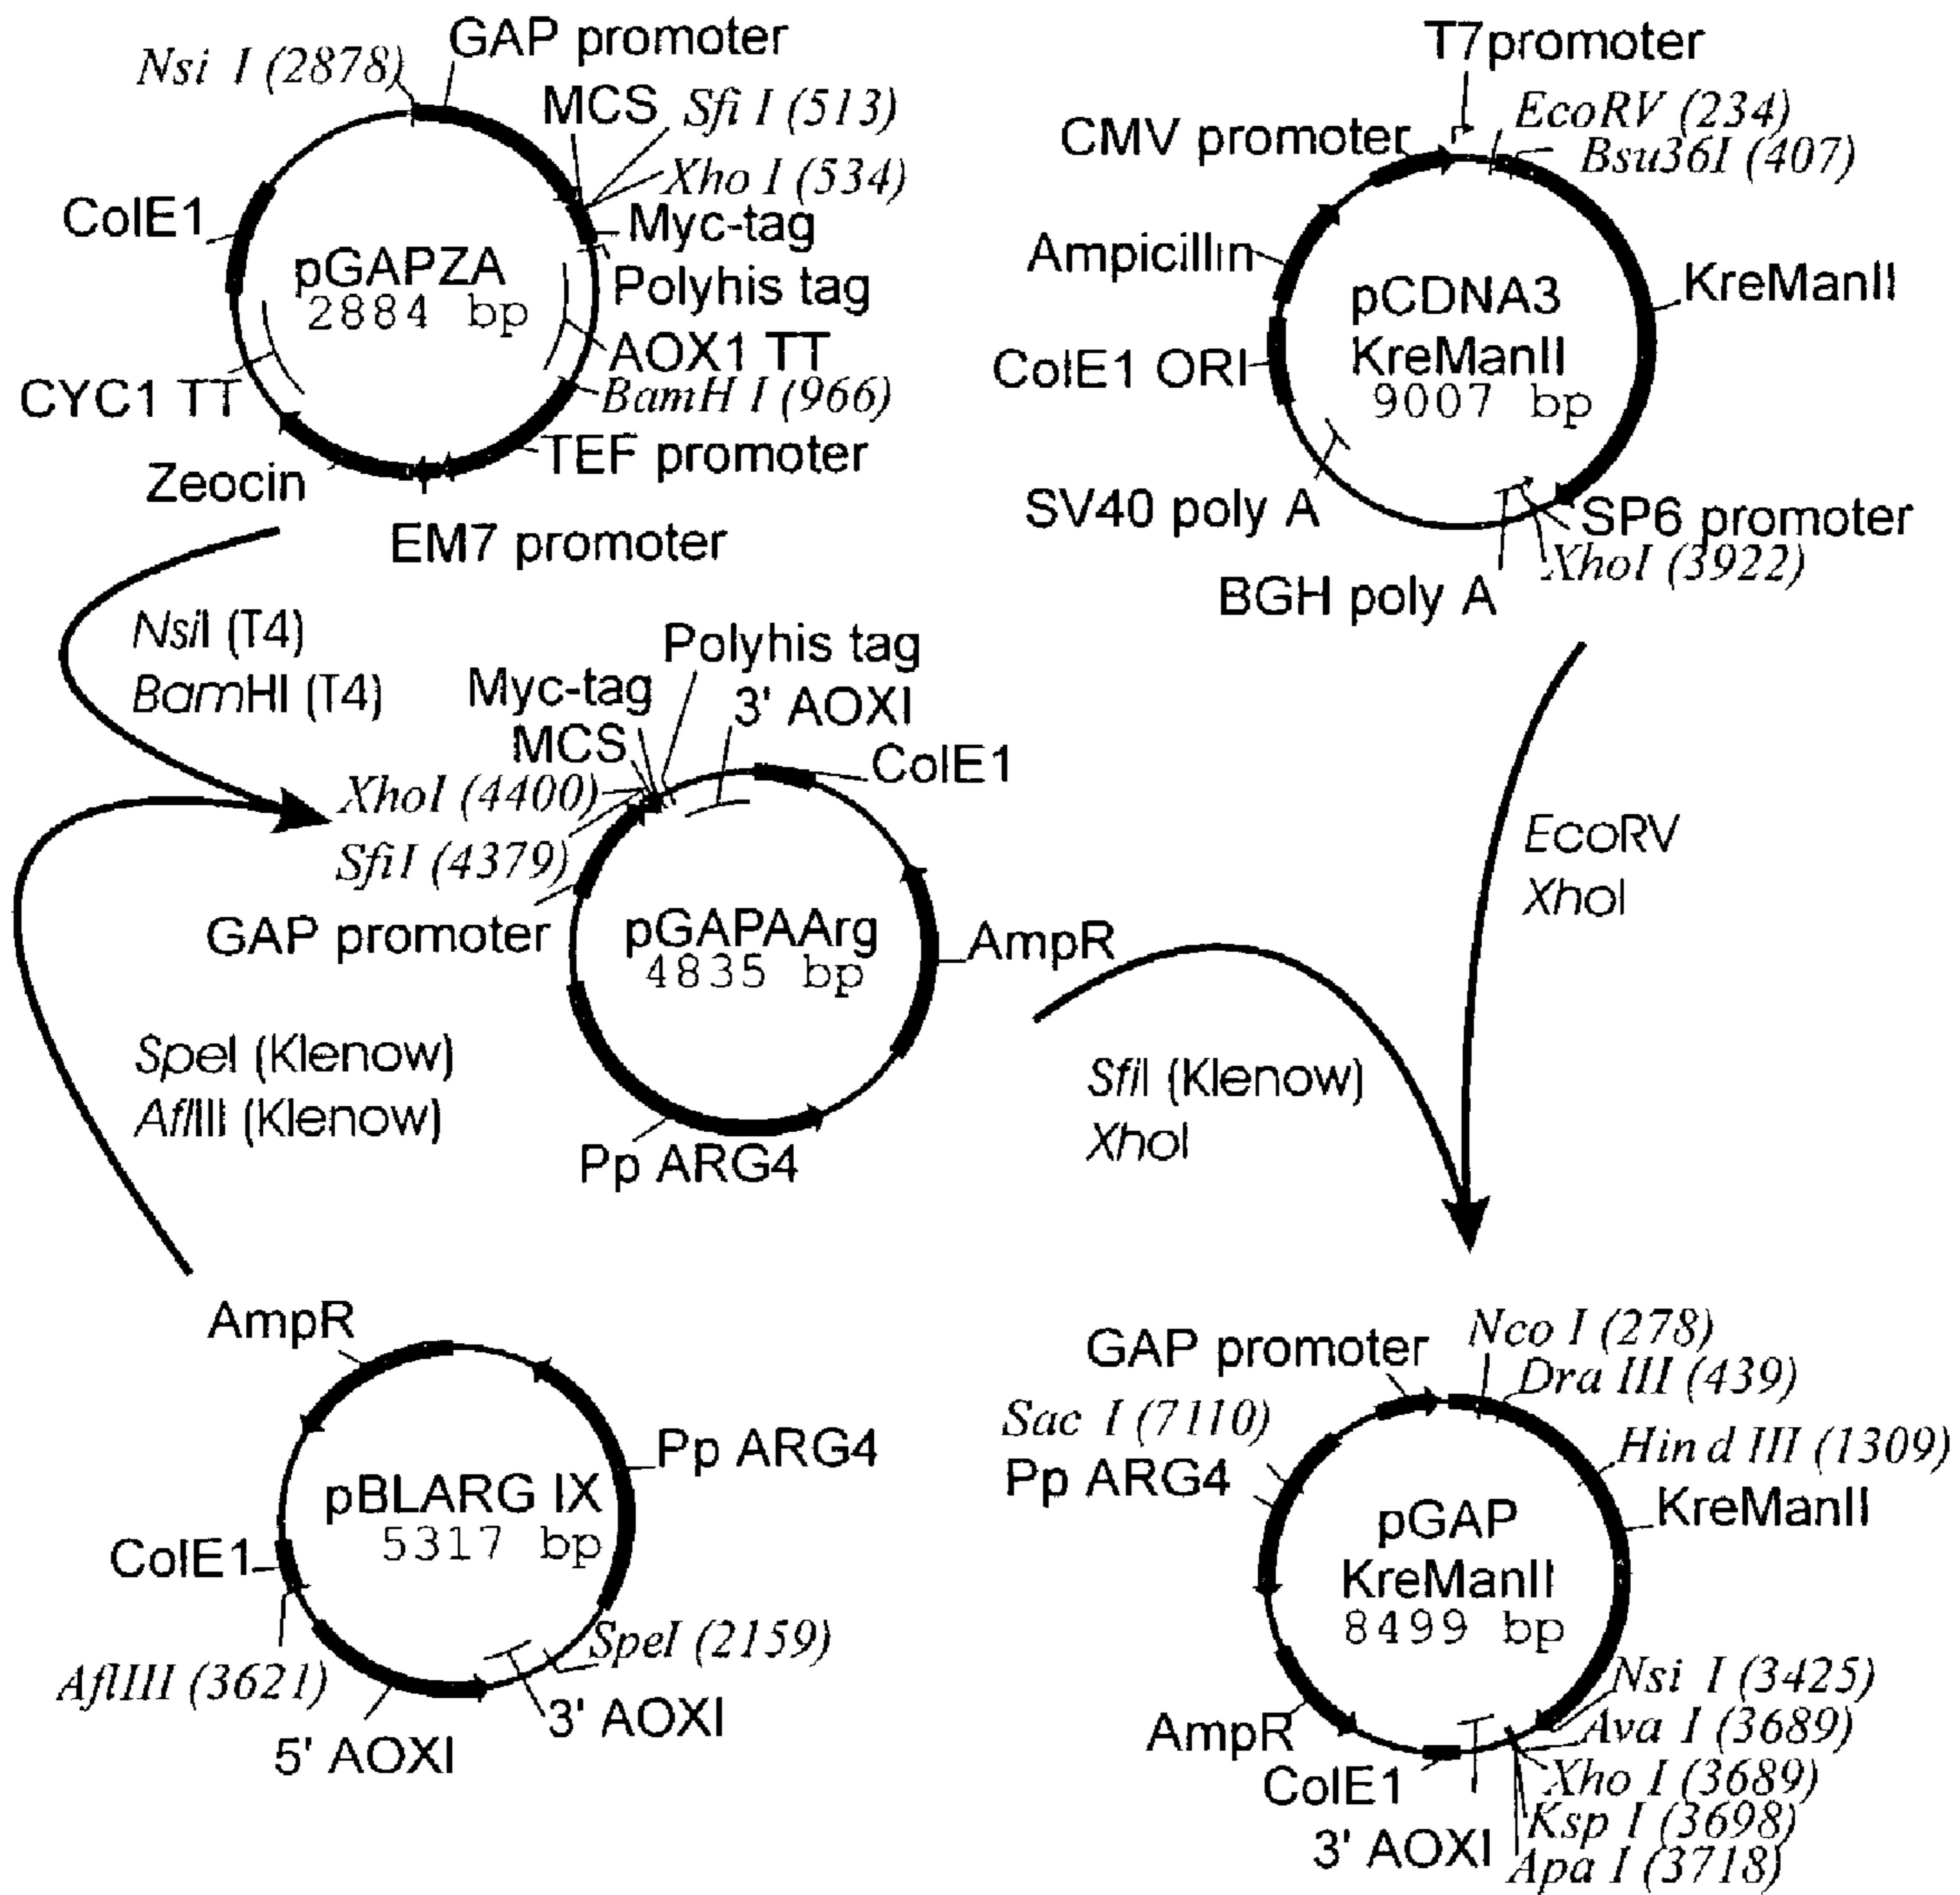 GAP promoter
Nsi I (2878)
MCS
Sfi I (513)
Xho I (534)
Myc-tag
Polyhis tag
AOX1 TT
BamH I (966)
TEF promoter
EM7 promoter
Zeocin
CYC1 TT
ColE1
pGAPZA
2884 bp
T7promoter
EcoRV (234)
Bsu36I (407)
CMV promoter
Ampicillin
ColE1 ORI
SV40 poly A
BGH poly A
XhoI (3922)
SP6 promoter
KreManII
pCDNA3
KreManII
9007 bp
NsiI (T4)
BamHI (T4)
Polyhis tag
Myc-tag
3' AOXI
MCS
ColE1
XhoI (4400)
SfiI (4379)
GAP promoter
pGAPAArg
4835 bp
AmpR
Pp ARG4
EcoRV
XhoI
SpeI (Klenow)
AflIII (Klenow)
SfiI (Klenow)
XhoI
AmpR
Pp ARG4
pBLARG IX
5317 bp
ColE1
SpeI (2159)
AflIII (3621)
3' AOXI
5' AOXI
GAP promoter
Nco I (278)
Dra III (439)
Sac I (7110)
Hind III (1309)
Pp ARG4
KreManII
pGAP
KreManII
8499 bp
Nsi I (3425)
Ava I (3689)
Xho I (3689)
Ksp I (3698)
Apa I (3718)
AmpR
ColE1
3' AOXI